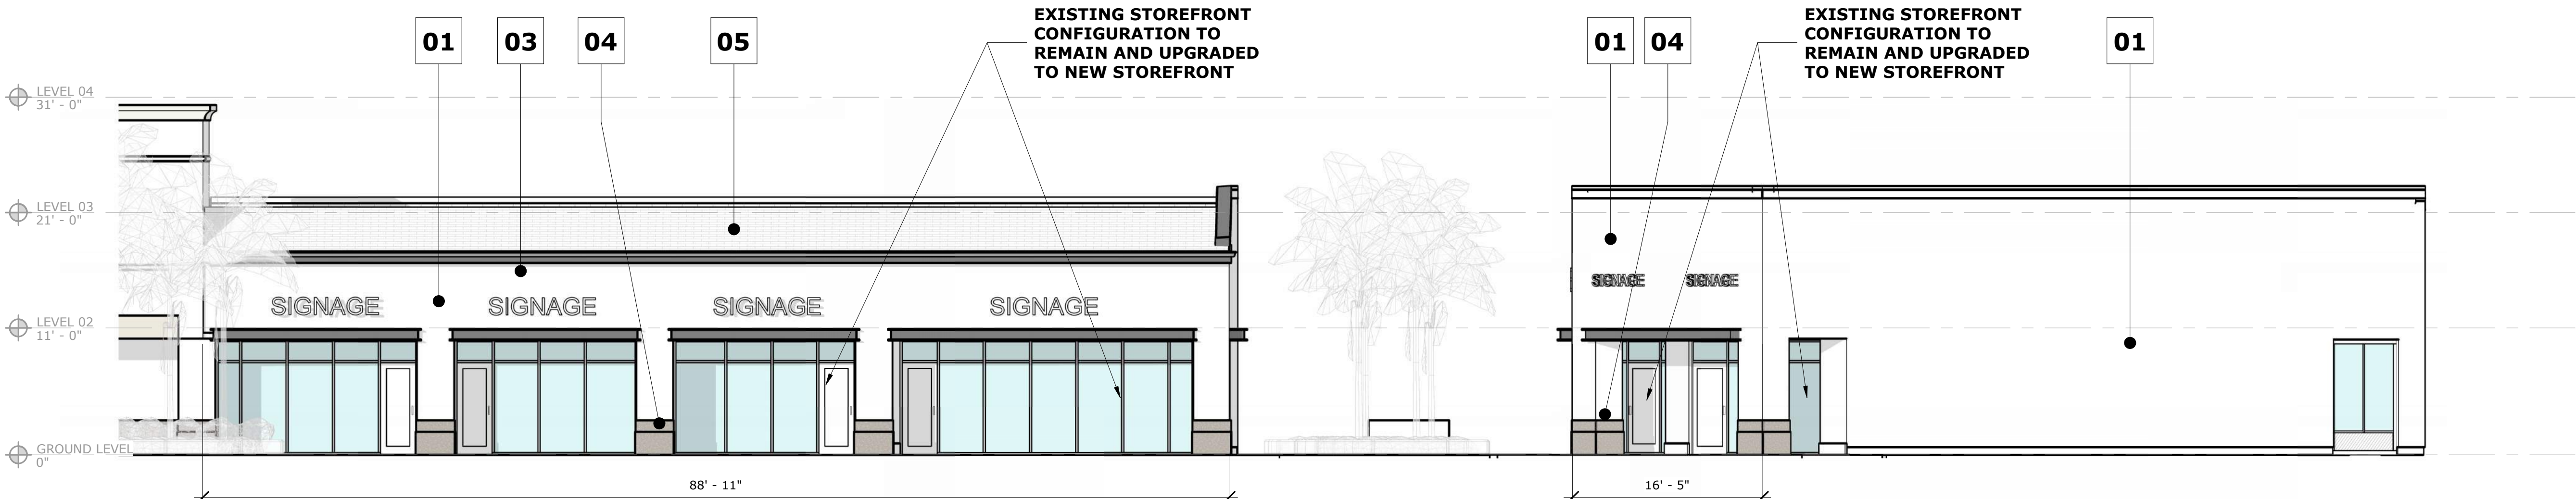 01
03
04
05
EXISTING STOREFRONT
CONFIGURATION TO
REMAIN AND UPGRADED
TO NEW STOREFRONT
01
04
EXISTING STOREFRONT
CONFIGURATION TO
REMAIN AND UPGRADED
TO NEW STOREFRONT
01
LEVEL 04
31' - 0"
LEVEL 03
21' - 0"
SIGNAGE
SIGNAGE
SIGNAGE
SIGNAGE
SIGNAGE
SIGNAGE
LEVEL 02
11' - 0"
GROUND LEVEL
0"
88' - 11"
16' - 5"